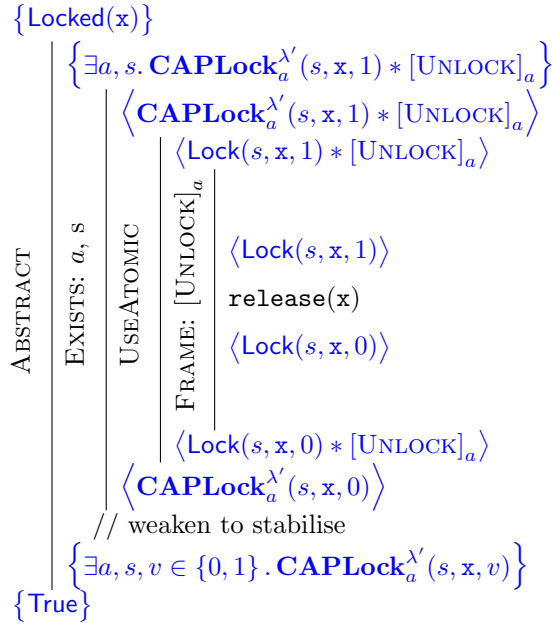 {Locked(x)}
{∃a, s. CAPLock_a^{λ′}(s, x, 1) ∗ [UNLOCK]_a}
⟨CAPLock_a^{λ′}(s, x, 1) ∗ [UNLOCK]_a⟩
⟨Lock(s, x, 1) ∗ [UNLOCK]_a⟩
ABSTRACT
EXISTS: a, s
USEATOMIC
FRAME: [UNLOCK]_a
⟨Lock(s, x, 1)⟩
release(x)
⟨Lock(s, x, 0)⟩
⟨Lock(s, x, 0) ∗ [UNLOCK]_a⟩
⟨CAPLock_a^{λ′}(s, x, 0)⟩
// weaken to stabilise
{∃a, s, v ∈ {0, 1} . CAPLock_a^{λ′}(s, x, v)}
{True}